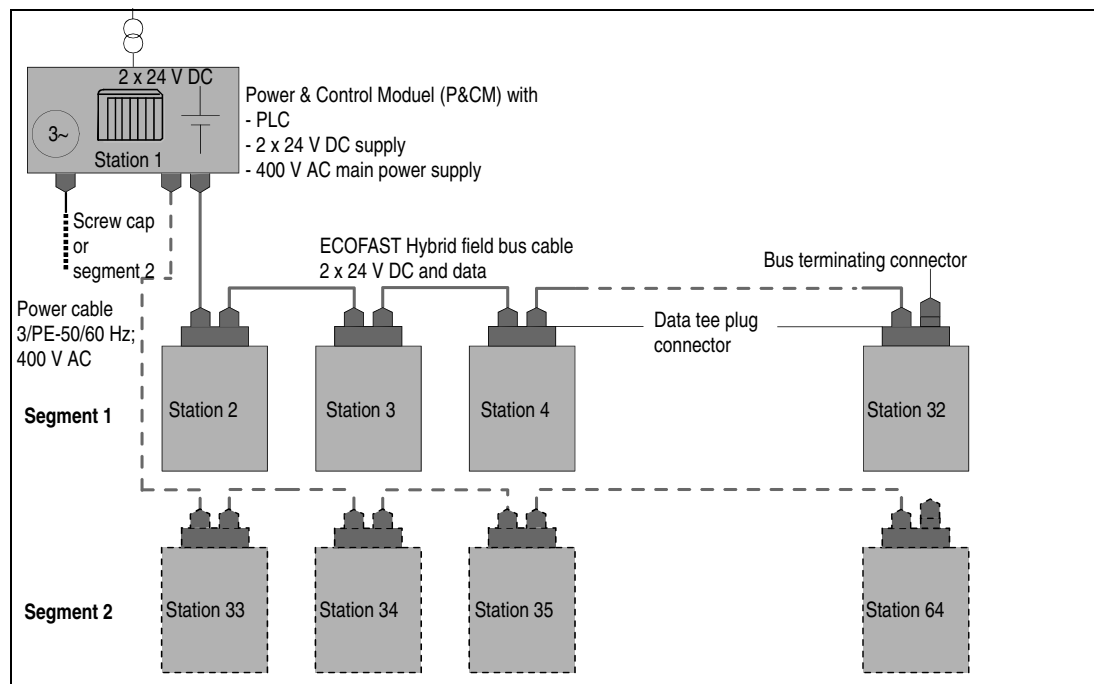 2 x 24 V DC
3~
Station 1
Power & Control Moduel (P&CM) with
- PLC
- 2 x 24 V DC supply
- 400 V AC main power supply
Screw cap
or
segment 2
ECOFAST Hybrid field bus cable
2 x 24 V DC and data
Bus terminating connector
Power cable
3/PE-50/60 Hz;
400 V AC
Data tee plug
connector
Segment 1
Station 2
Station 3
Station 4
Station 32
Segment 2
Station 33
Station 34
Station 35
Station 64